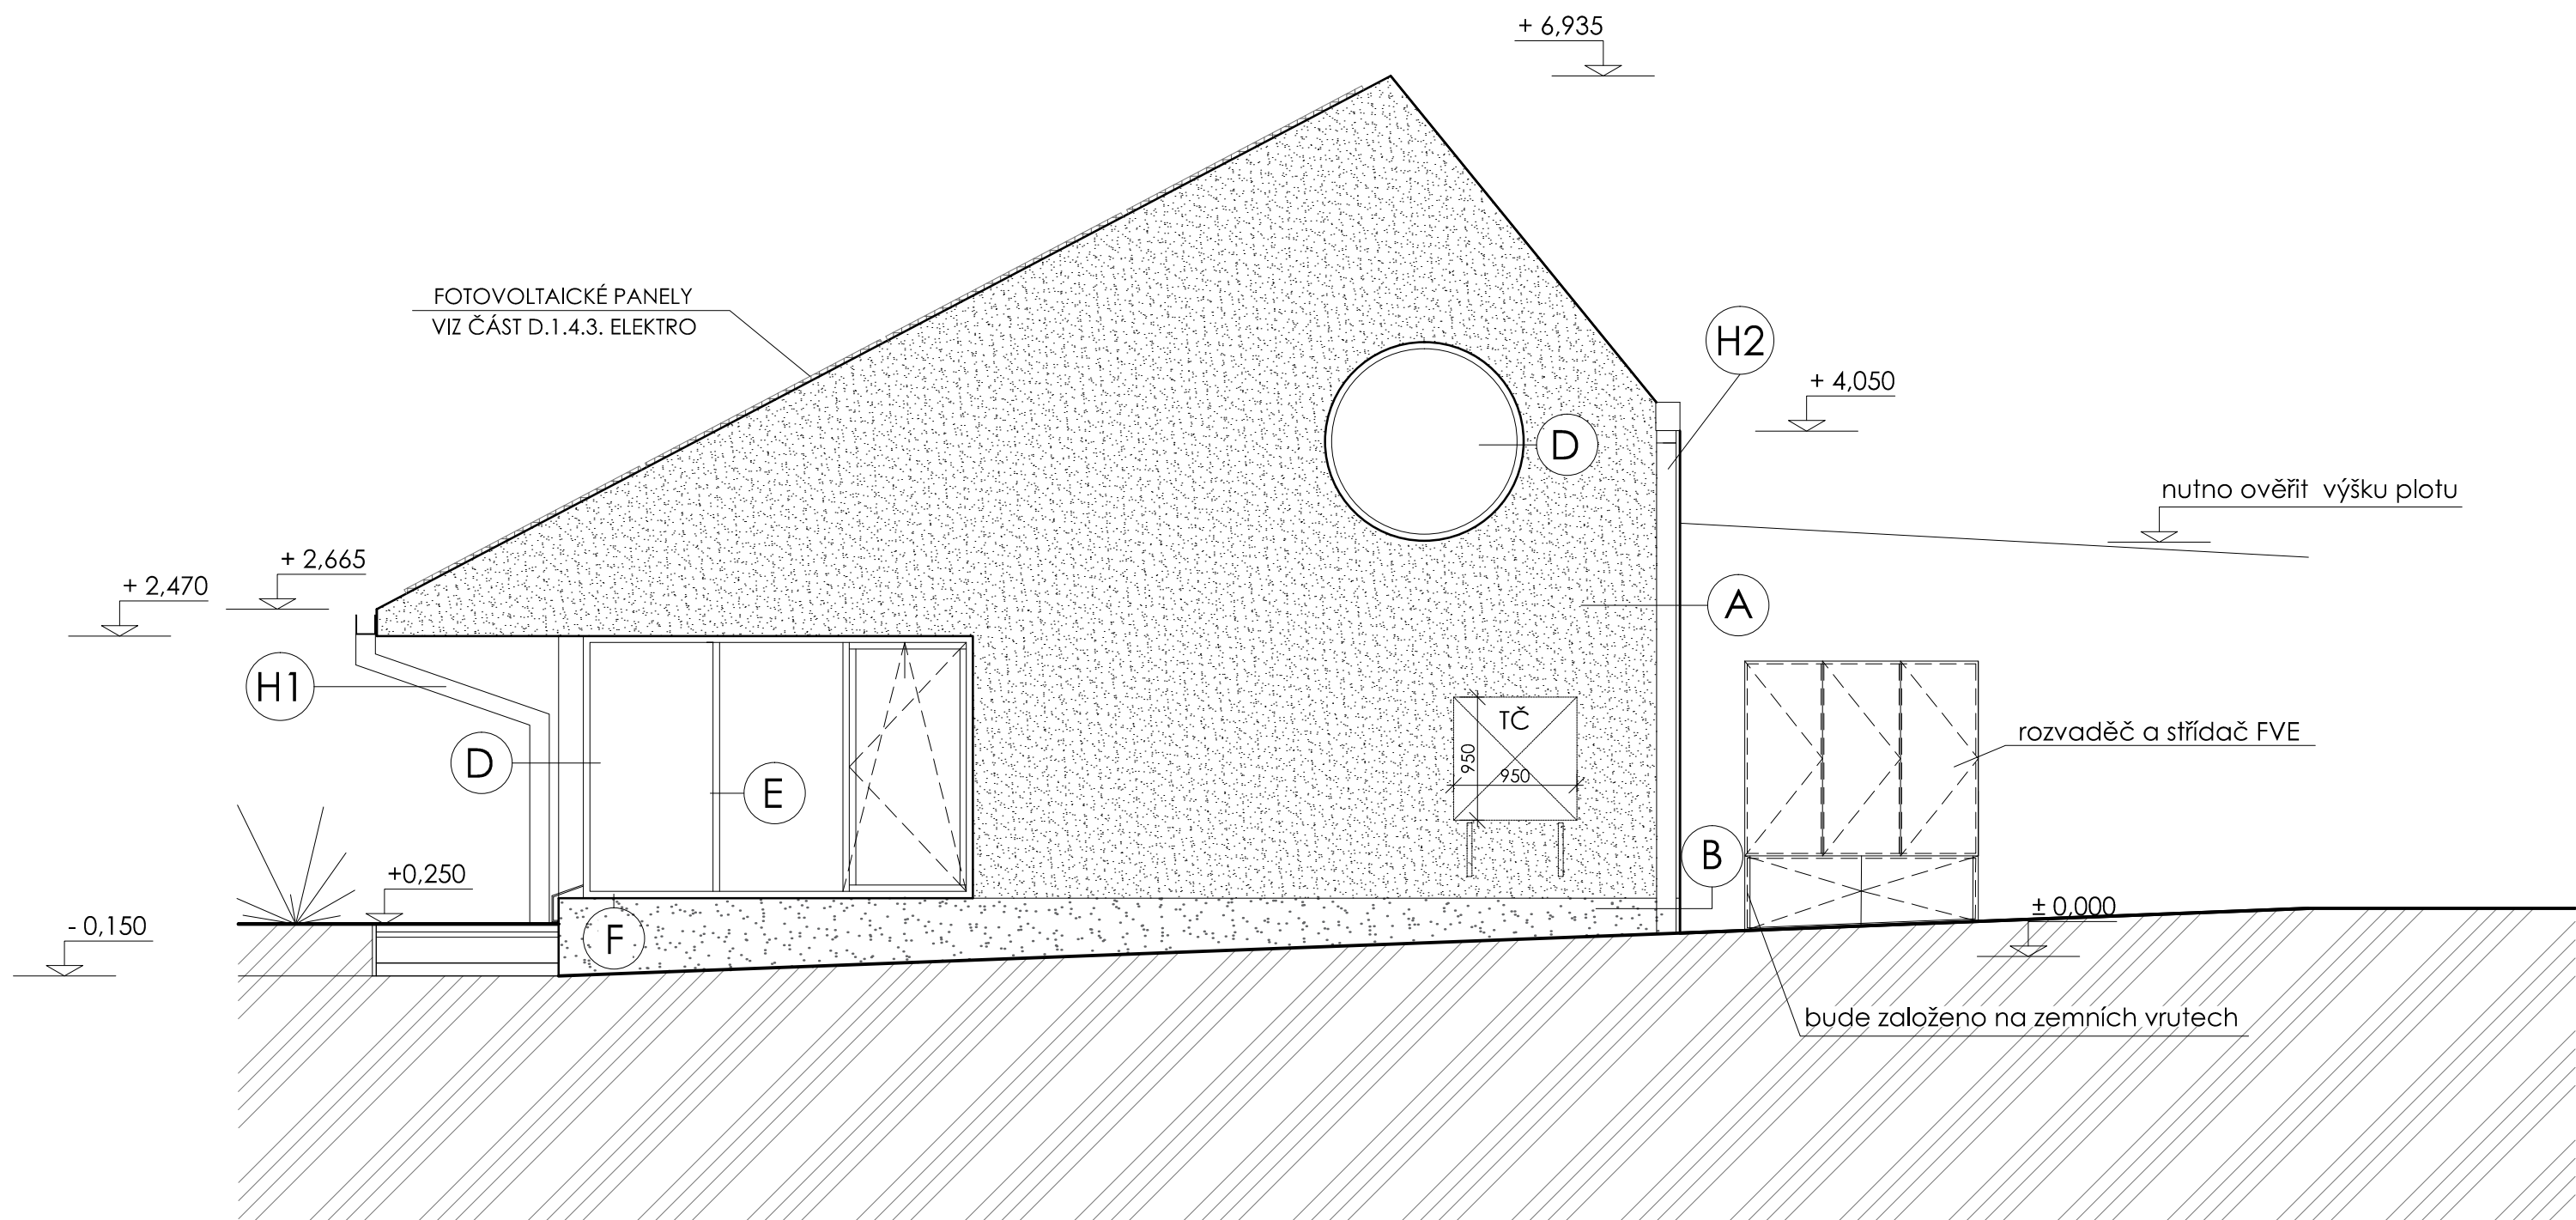 + 6,935
FOTOVOLTAICKÉ PANELY
VIZ ČÁST D.1.4.3. ELEKTRO
H2
+ 4,050
D
nutno ověřit výšku plotu
+ 2,665
+ 2,470
A
H1
TČ
950
950
rozvaděč a střídač FVE
D
E
B
+0,250
± 0,000
- 0,150
F
bude založeno na zemních vrutech